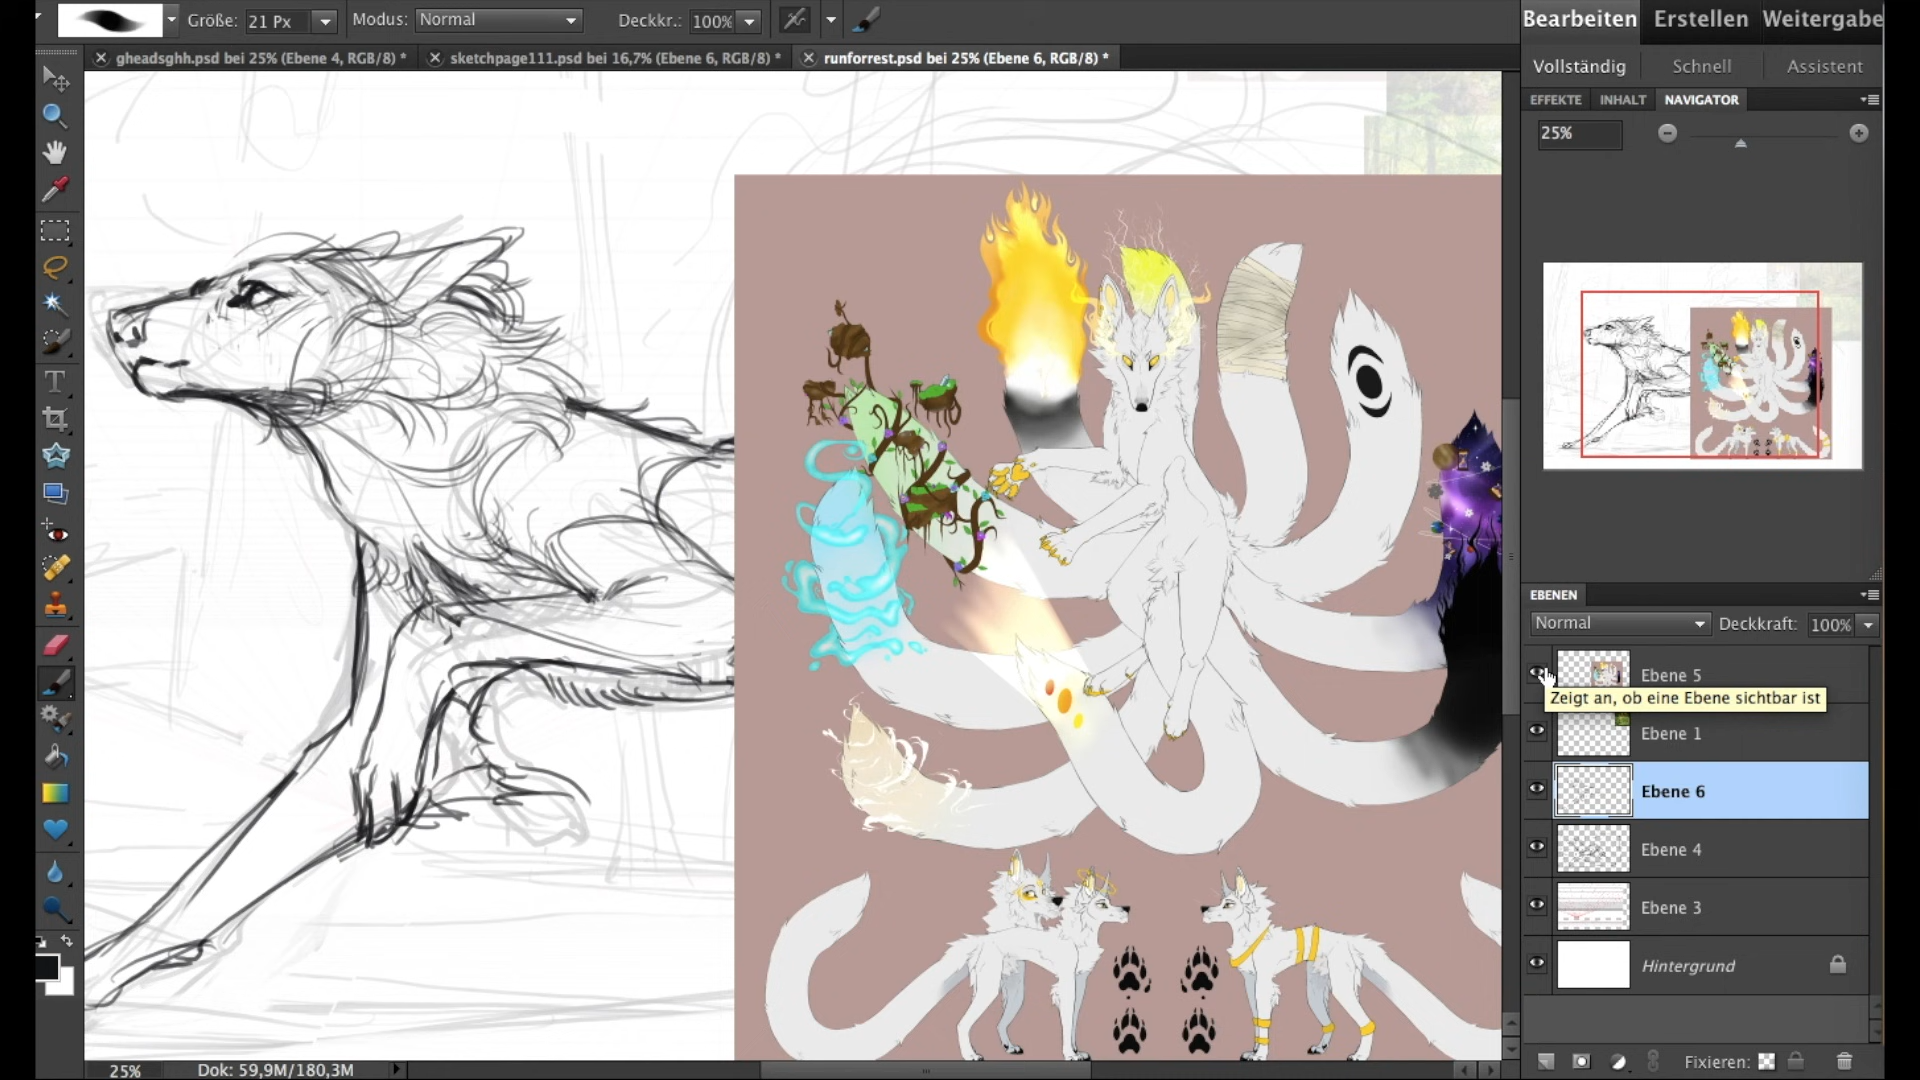 Größe: 21 Px Modus: Normal Deckkr.: 100%
Bearbeiten Erstellen Weitergabe
gheadsghh.psd bei 25% (Ebene 4, RGB/8) * sketchpage111.psd bei 16,7% (Ebene 6, RGB/8) * runforrest.psd bei 25% (Ebene 6, RGB/8) *
Vollständig Schnell Assistent
EFFEKTE INHALT NAVIGATOR
25%
EBENEN
Normal Deckkraft: 100%
Ebene 5
Zeigt an, ob eine Ebene sichtbar ist
Ebene 1
Ebene 6
Ebene 4
Ebene 3
Hintergrund
Fixieren:
25% Dok: 59,9M/180,3M